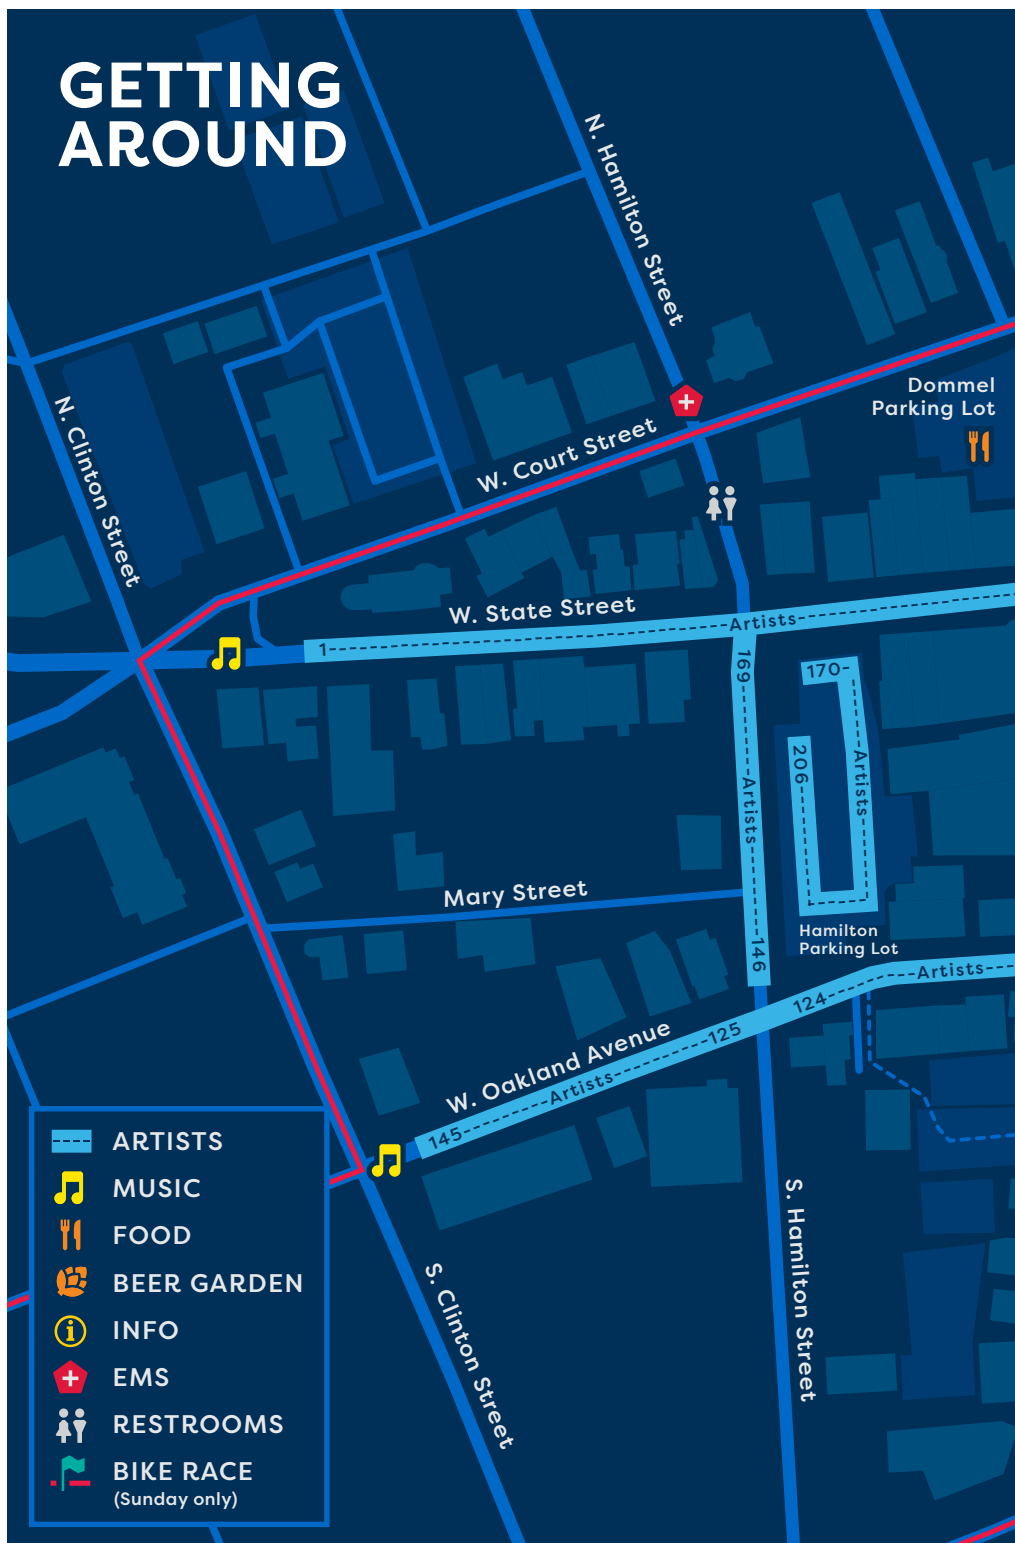 GETTING
AROUND
N. Hamilton Street
Dommel
Parking Lot
N. Clinton Street
W. Court Street
W. State Street
Artists
1
169
170
206
Artists
Artists
Mary Street
146
Hamilton
Parking Lot
Artists
124
125
W. Oakland Avenue
Artists
145
S. Hamilton Street
S. Clinton Street
ARTISTS
MUSIC
FOOD
BEER GARDEN
INFO
EMS
RESTROOMS
BIKE RACE
(Sunday only)